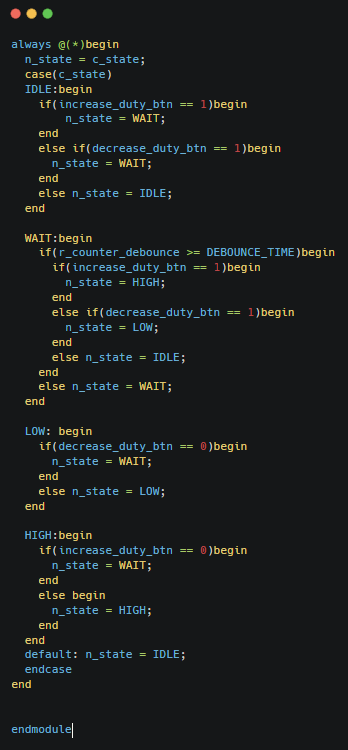 always @(*)begin
  n_state = c_state;
  case(c_state)
  IDLE:begin
    if(increase_duty_btn == 1)begin
        n_state = WAIT;
    end
    else if(decrease_duty_btn == 1)begin
      n_state = WAIT;
    end
    else n_state = IDLE;
  end

  WAIT:begin
    if(r_counter_debounce >= DEBOUNCE_TIME)begin
      if(increase_duty_btn == 1)begin
        n_state = HIGH;
      end
      else if(decrease_duty_btn == 1)begin
        n_state = LOW;
      end
      else n_state = IDLE;
    end
    else n_state = WAIT;
  end

  LOW: begin
    if(decrease_duty_btn == 0)begin
      n_state = WAIT;
    end
    else n_state = LOW;
  end

  HIGH:begin
    if(increase_duty_btn == 0)begin
      n_state = WAIT;
    end
    else begin
      n_state = HIGH;
    end
  end
  default: n_state = IDLE;
  endcase
end

endmodule